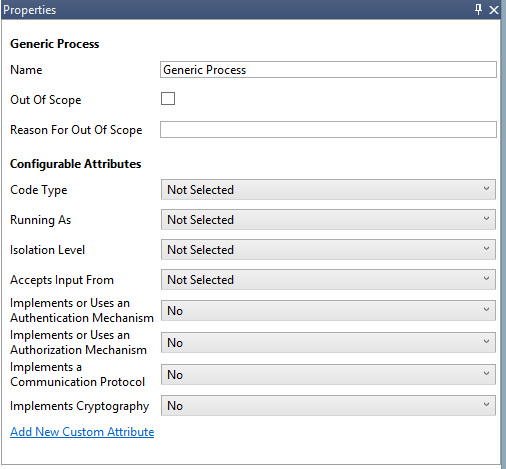 Properties
Generic Process
Name Generic Process
Out Of Scope
Reason For Out Of Scope
Configurable Attributes
Code Type Not Selected
Running As Not Selected
Isolation Level Not Selected
Accepts Input From Not Selected
Implements or Uses an
Authentication Mechanism No
Implements or Uses an
Authorization Mechanism No
Implements a
Communication Protocol No
Implements Cryptography No
Add New Custom Attribute